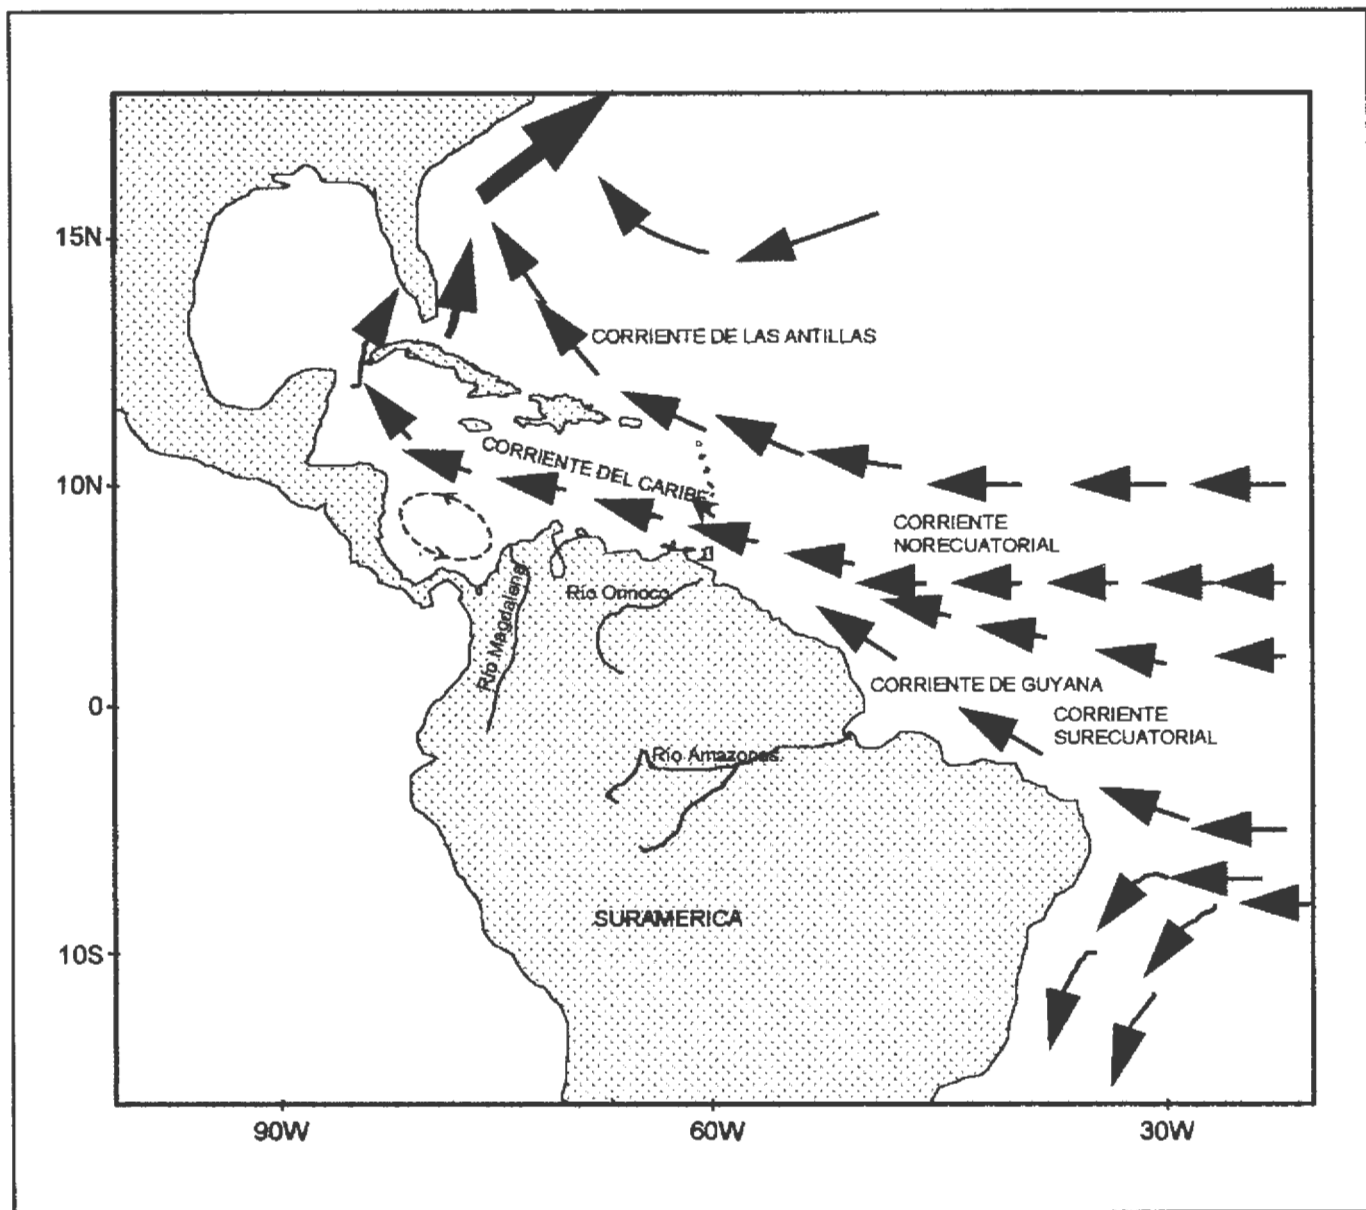 15N
CORRIENTE DE LAS ANTILLAS
CORRIENTE DEL CARIBE
10N
CORRIENTE
NORECUATORIAL
Río Orinoco
Río Magdalena
CORRIENTE DE GUYANA
0
CORRIENTE
SURECUATORIAL
Río Amazonas
SURAMERICA
10S
90W
60W
30W